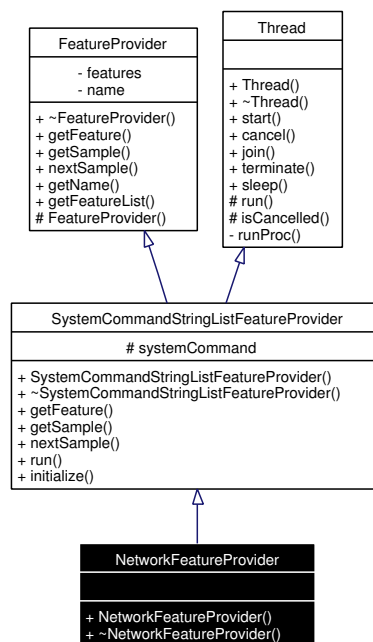 FeatureProvider
- features
- name
+ ~FeatureProvider()
+ getFeature()
+ getSample()
+ nextSample()
+ getName()
+ getFeatureList()
# FeatureProvider()
Thread
+ Thread()
+ ~Thread()
+ start()
+ cancel()
+ join()
+ terminate()
+ sleep()
# run()
# isCancelled()
- runProc()
SystemCommandStringListFeatureProvider
# systemCommand
+ SystemCommandStringListFeatureProvider()
+ ~SystemCommandStringListFeatureProvider()
+ getFeature()
+ getSample()
+ nextSample()
+ run()
+ initialize()
NetworkFeatureProvider
+ NetworkFeatureProvider()
+ ~NetworkFeatureProvider()